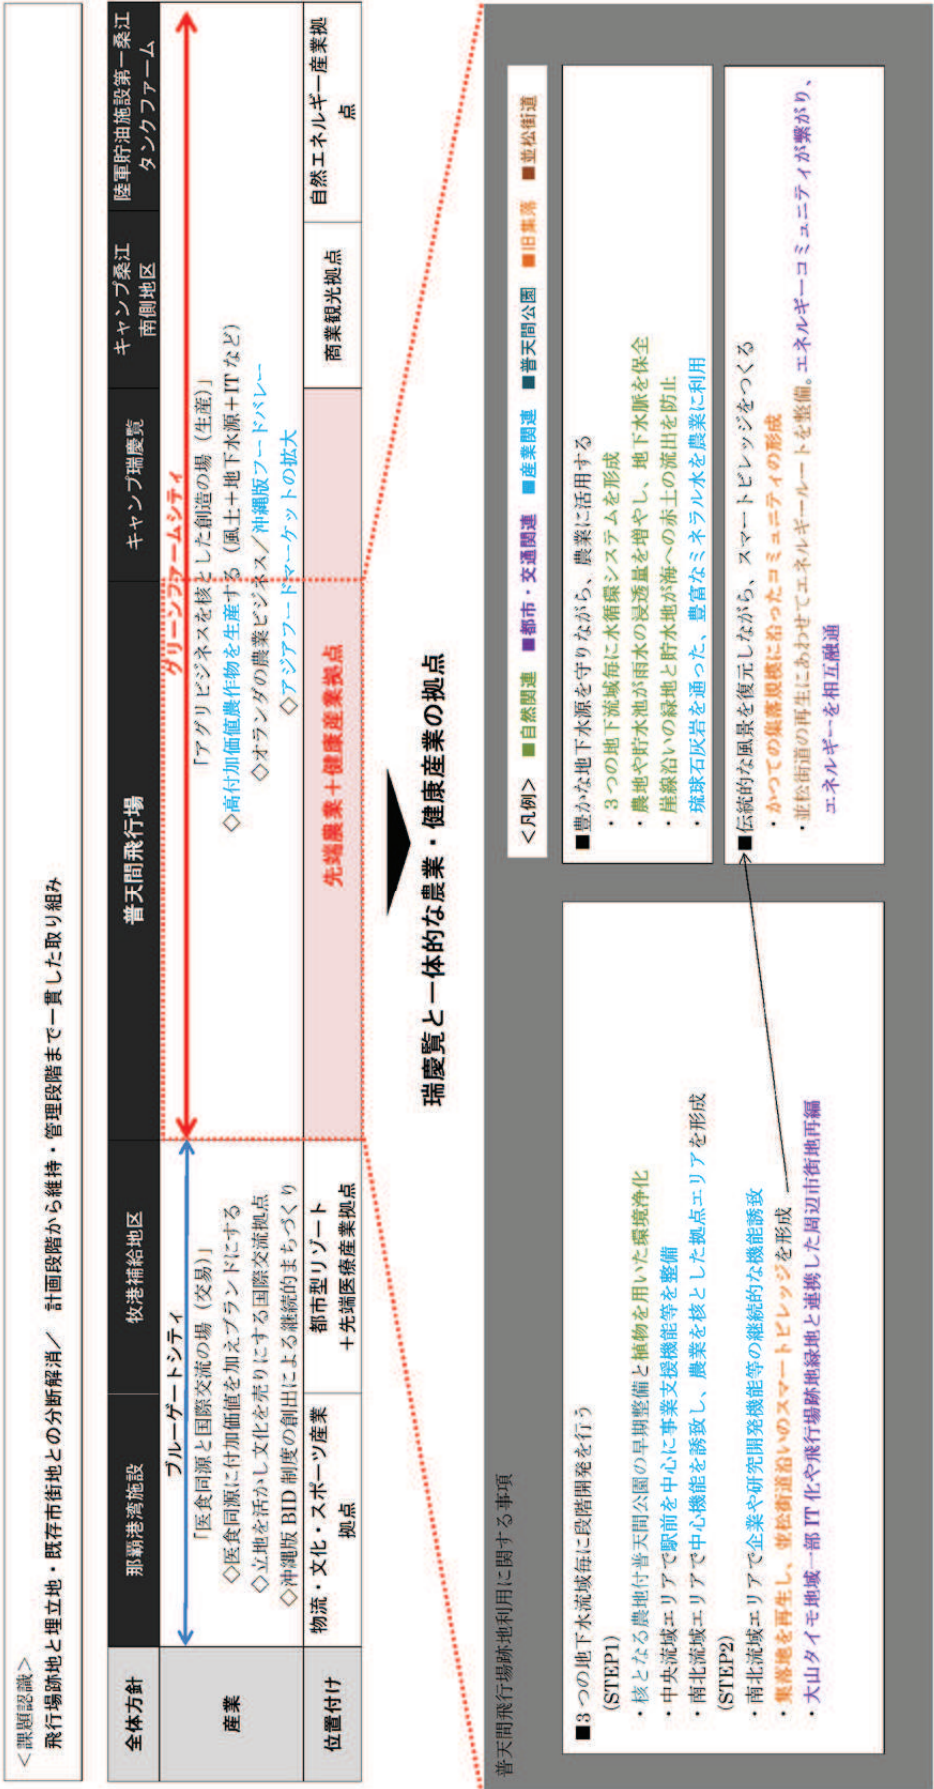 ＜課題認識＞
飛行場跡地と埋立地・既存市街地との分断解消／　計画段階から維持・管理段階まで一貫した取り組み
全体方針
那覇港湾施設
牧港補給地区
普天間飛行場
キャンプ瑞慶覧
キャンプ桑江
南側地区
陸軍貯油施設第一桑江
タンクファーム
産業
ブルーゲートシティ
「医食同源と国際交流の場（交易）」
◇医食同源に付加価値を加えブランドにする
◇立地を活かし文化を売りにする国際交流拠点
◇沖縄版 BID 制度の創出による継続的まちづくり
グリーンファームシティ
「アグリビジネスを核とした創造の場（生産）」
◇高付加価値農作物を生産する（風土＋地下水源＋IT など）
◇オランダの農業ビジネス／沖縄版フードバレー
◇アジアフードマーケットの拡大
位置付け
物流・文化・スポーツ産業
拠点
都市型リゾート
＋先端医療産業拠点
先端農業＋健康産業拠点
商業観光拠点
自然エネルギー産業拠
点
瑞慶覧と一体的な農業・健康産業の拠点
普天間飛行場跡地利用に関する事項
＜凡例＞　■自然関連　■都市・交通関連　■産業関連　■普天間公園　■旧集落　■並松街道
■3 つの地下水流域毎に段階開発を行う
(STEP1)
・核となる農地付普天間公園の早期整備と植物を用いた環境浄化
・中央流域エリアで駅前を中心に事業支援機能等を整備
・南北流域エリアで中心機能を誘致し、農業を核とした拠点エリアを形成
(STEP2)
・南北流域エリアで企業や研究開発機能等の継続的な機能誘致
・集落地を再生し、並松街道沿いのスマートビレッジを形成
・大山タイモ地域一部 IT 化や飛行場跡地緑地と連携した周辺市街地再編
■豊かな地下水源を守りながら、農業に活用する
・3 つの地下流域毎に水循環システムを形成
・農地や貯水池が雨水の浸透量を増やし、地下水脈を保全
・崖線沿いの緑地と貯水地が海への赤土の流出を防止
・琉球石灰岩を通った、豊富なミネラル水を農業に利用
■伝統的な風景を復元しながら、スマートビレッジをつくる
・かつての集落規模に沿ったコミュニティの形成
・並松街道の再生にあわせてエネルギールートを整備。エネルギーコミュニティが繋がり、
エネルギーを相互融通